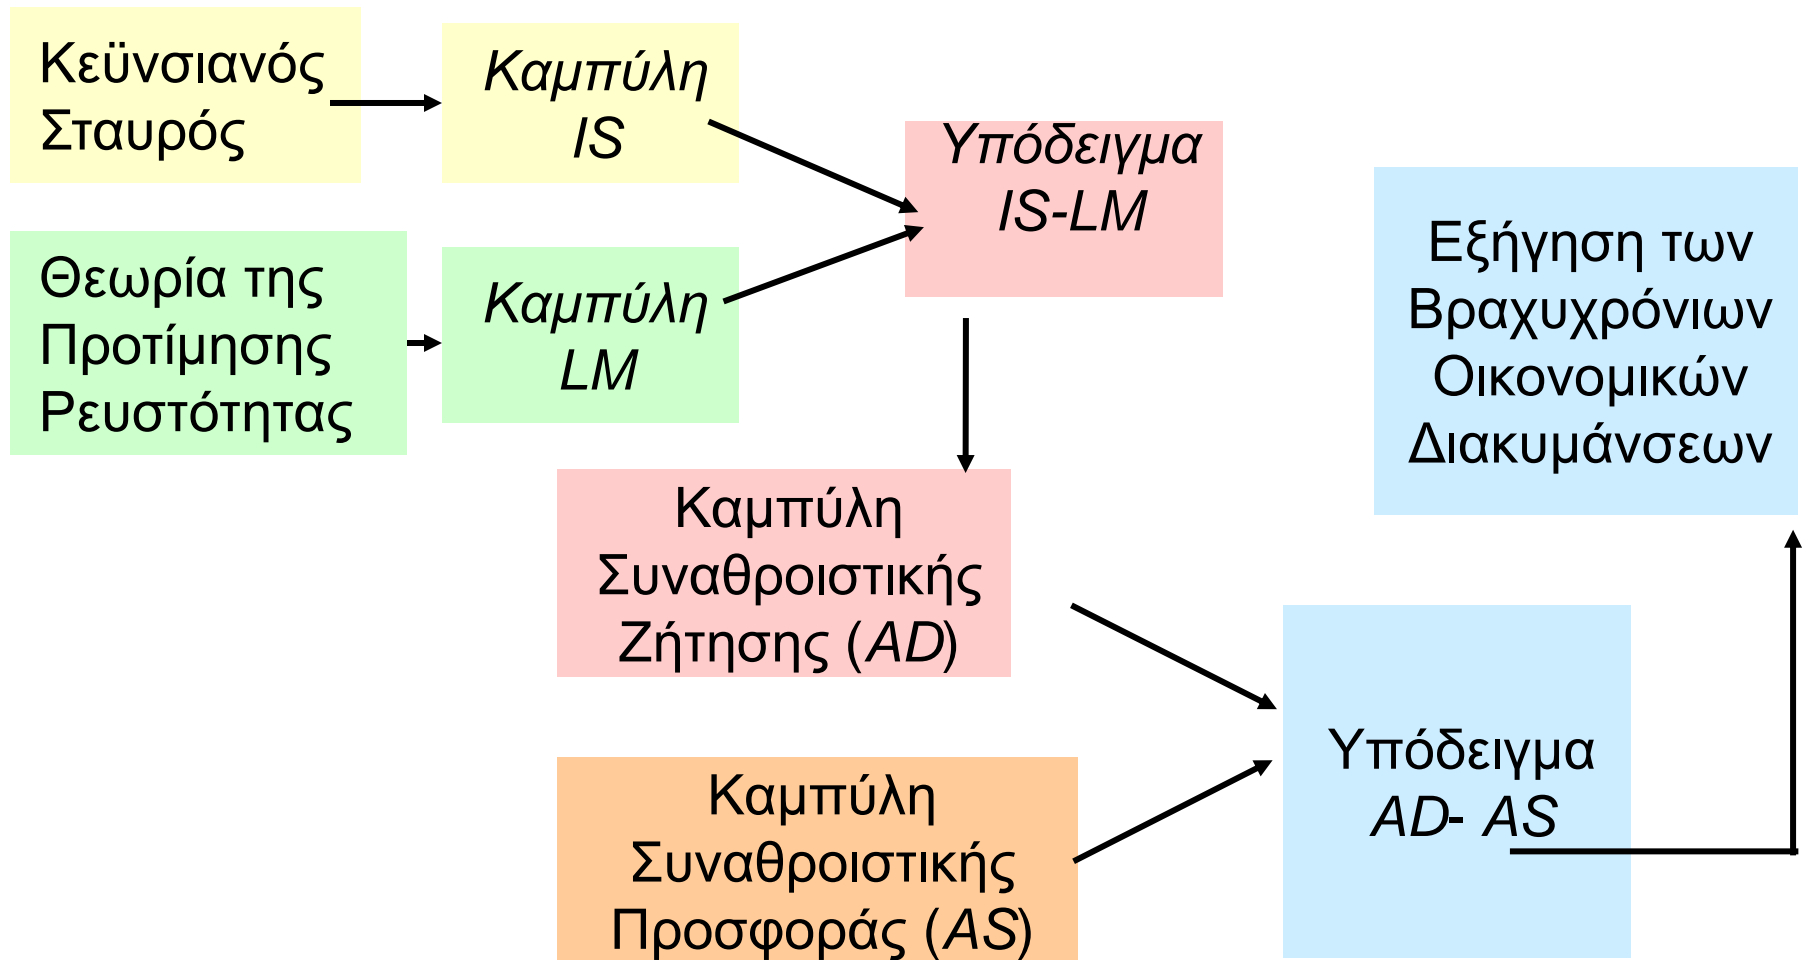 Κεϋνσιανός
Σταυρός
Καμπύλη
IS
Θεωρία της
Προτίμησης
Ρευστότητας
Καμπύλη
LM
Υπόδειγμα
IS-LM
Καμπύλη
Συναθροιστικής
Ζήτησης (AD)
Καμπύλη
Συναθροιστικής
Προσφοράς (AS)
Υπόδειγμα
AD- AS
Εξήγηση των
Βραχυχρόνιων
Οικονομικών
Διακυμάνσεων